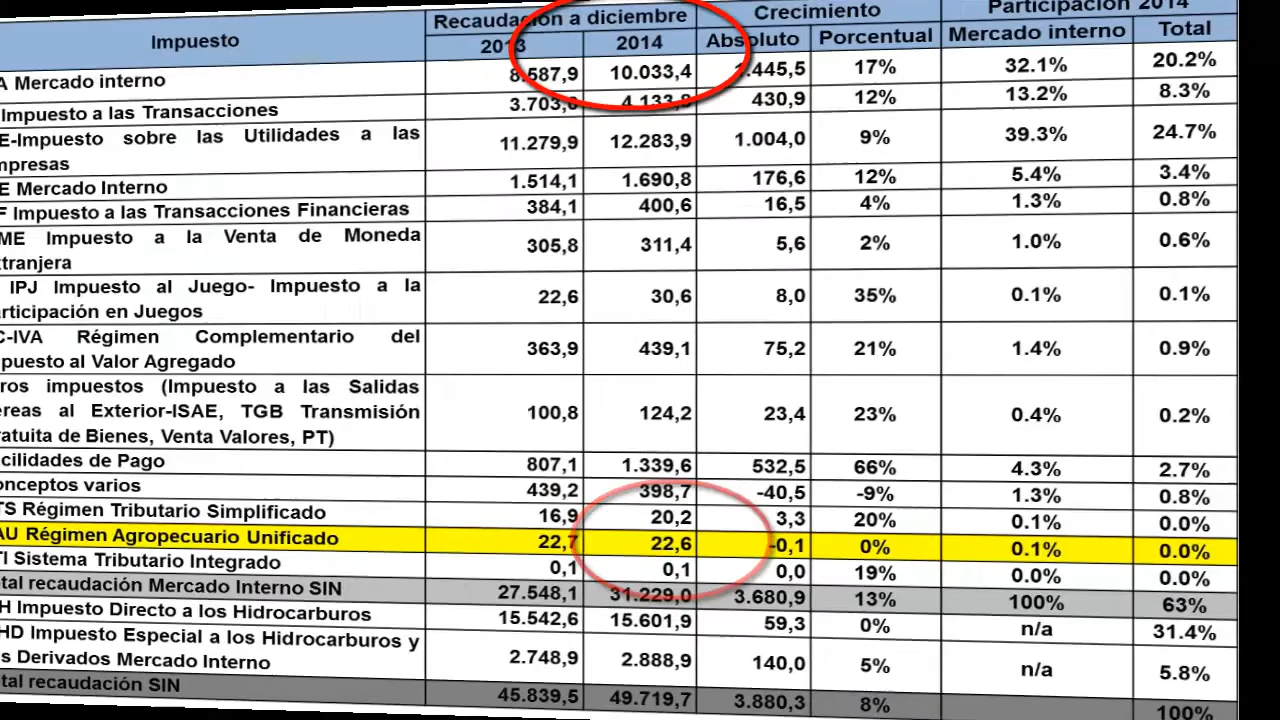 Recaudación a diciembre Crecimiento Participación 2014
Impuesto 2013 2014 Absoluto Porcentual Mercado interno Total
A Mercado interno 8.587,9 10.033,4 1.445,5 17% 32.1% 20.2%
Impuesto a las Transacciones 3.703,0 4.133,8 430,9 12% 13.2% 8.3%
E-Impuesto sobre las Utilidades a las
mpresas 11.279,9 12.283,9 1.004,0 9% 39.3% 24.7%
E Mercado Interno 1.514,1 1.690,8 176,6 12% 5.4% 3.4%
F Impuesto a las Transacciones Financieras 384,1 400,6 16,5 4% 1.3% 0.8%
ME Impuesto a la Venta de Moneda
xtranjera 305,8 311,4 5,6 2% 1.0% 0.6%
IPJ Impuesto al Juego- Impuesto a la
articipación en Juegos 22,6 30,6 8,0 35% 0.1% 0.1%
C-IVA Régimen Complementario del
puesto al Valor Agregado 363,9 439,1 75,2 21% 1.4% 0.9%
ros impuestos (Impuesto a las Salidas
ereas al Exterior-ISAE, TGB Transmisión
ratuita de Bienes, Venta Valores, PT) 100,8 124,2 23,4 23% 0.4% 0.2%
cilidades de Pago 807,1 1.339,6 532,5 66% 4.3% 2.7%
onceptos varios 439,2 398,7 -40,5 -9% 1.3% 0.8%
TS Régimen Tributario Simplificado 16,9 20,2 3,3 20% 0.1% 0.0%
AU Régimen Agropecuario Unificado 22,7 22,6 -0,1 0% 0.1% 0.0%
TI Sistema Tributario Integrado 0,1 0,1 0,0 19% 0.0% 0.0%
tal recaudación Mercado Interno SIN 27.548,1 31.229,0 3.680,9 13% 100% 63%
H Impuesto Directo a los Hidrocarburos 15.542,6 15.601,9 59,3 0% n/a 31.4%
HD Impuesto Especial a los Hidrocarburos y
s Derivados Mercado Interno 2.748,9 2.888,9 140,0 5% n/a 5.8%
tal recaudación SIN 45.839,5 49.719,7 3.880,3 8% 100%